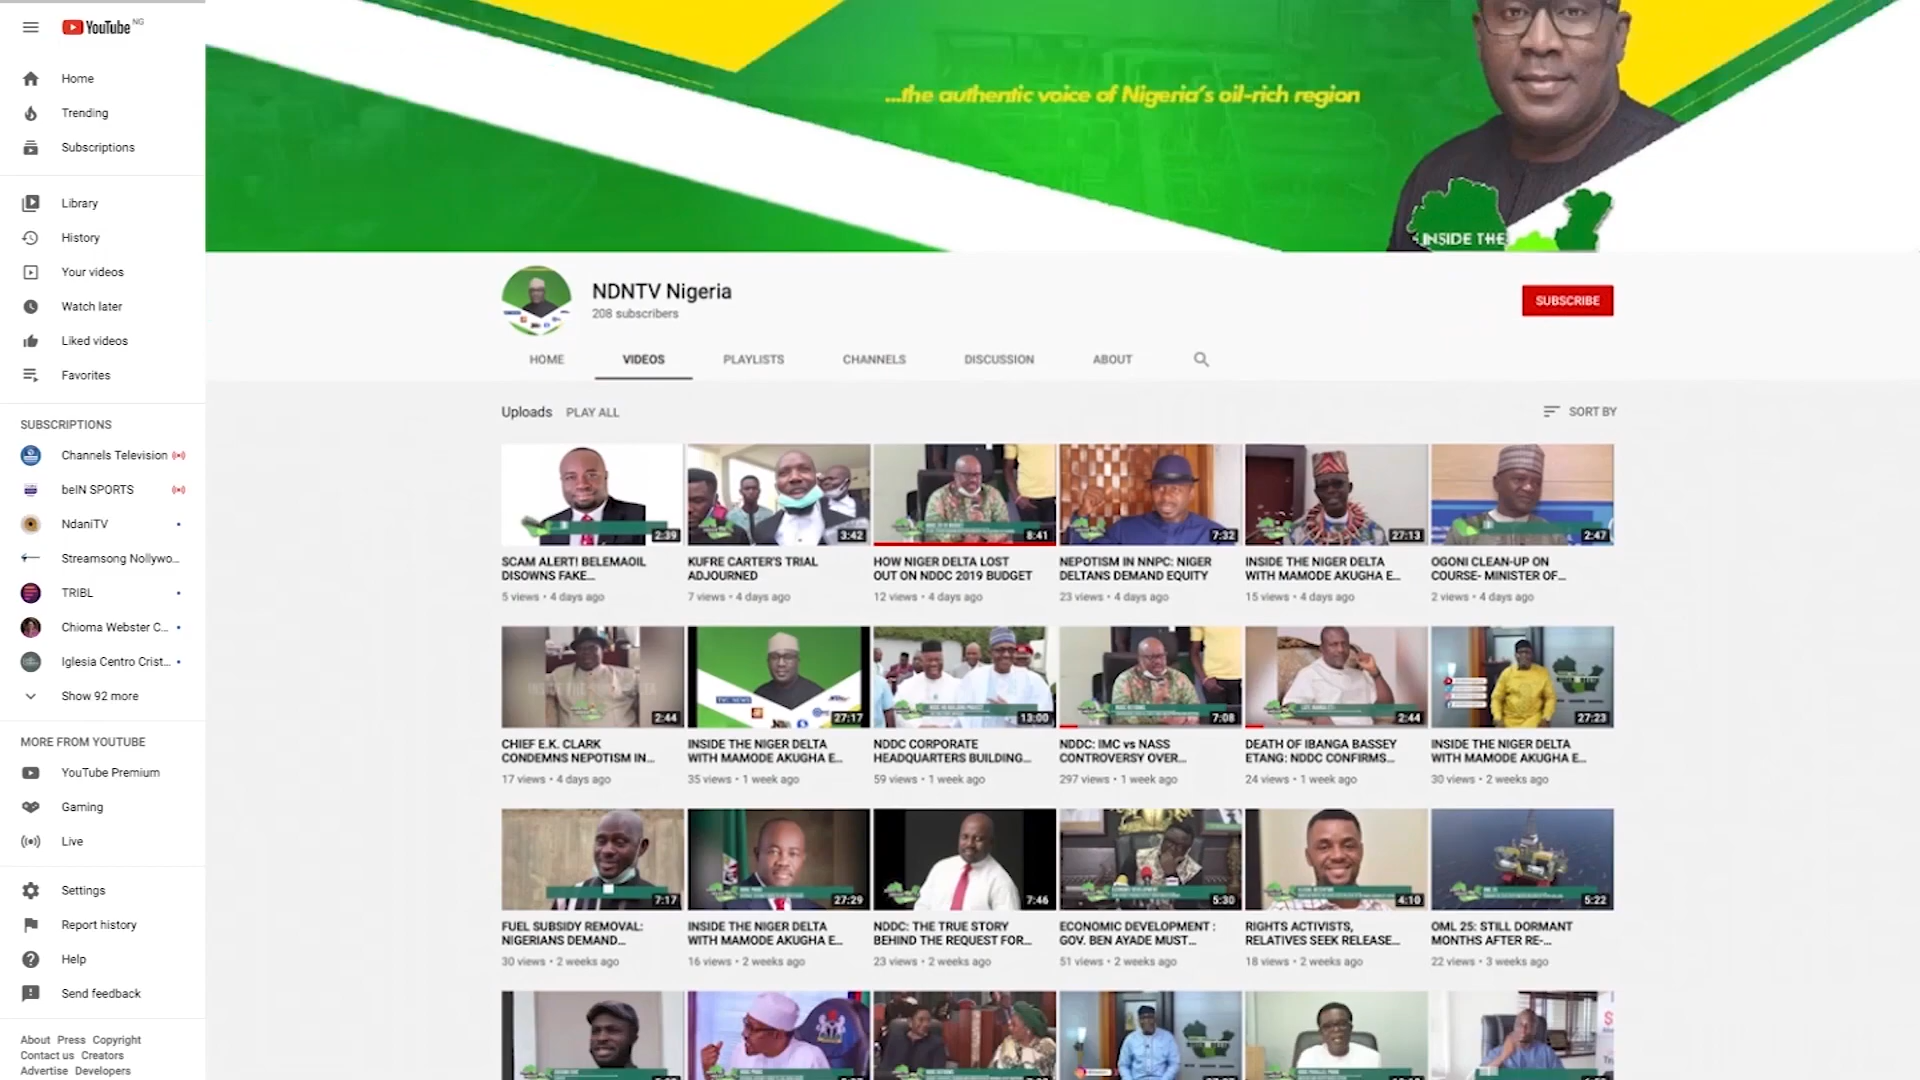 YouTube NG
Home
Trending
Subscriptions
Library
History
Your videos
Watch later
Liked videos
Favorites
SUBSCRIPTIONS
Channels Television
beIN SPORTS
NdaniTV
Streamsong Nollywo...
TRIBL
Chioma Webster C...
Iglesia Centro Crist...
Show 92 more
MORE FROM YOUTUBE
YouTube Premium
Gaming
Live
Settings
Report history
Help
Send feedback
About Press Copyright
Contact us Creators
Advertise Developers
...the authentic voice of Nigeria's oil-rich region
INSIDE THE
NDNTV Nigeria
208 subscribers
SUBSCRIBE
HOME VIDEOS PLAYLISTS CHANNELS DISCUSSION ABOUT
Uploads PLAY ALL
SORT BY
2:39
SCAM ALERT! BELEMAOIL
DISOWNS FAKE...
5 views • 4 days ago
3:42
KUFRE CARTER'S TRIAL
ADJOURNED
7 views • 4 days ago
8:41
HOW NIGER DELTA LOST
OUT ON NDDC 2019 BUDGET
12 views • 4 days ago
7:32
NEPOTISM IN NNPC: NIGER
DELTANS DEMAND EQUITY
23 views • 4 days ago
27:13
INSIDE THE NIGER DELTA
WITH MAMODE AKUGHA E...
15 views • 4 days ago
2:47
OGONI CLEAN-UP ON
COURSE- MINISTER OF...
2 views • 4 days ago
2:44
CHIEF E.K. CLARK
CONDEMNS NEPOTISM IN...
17 views • 4 days ago
27:17
INSIDE THE NIGER DELTA
WITH MAMODE AKUGHA E...
35 views • 1 week ago
13:00
NDDC CORPORATE
HEADQUARTERS BUILDING...
59 views • 1 week ago
7:08
NDDC: IMC vs NASS
CONTROVERSY OVER...
297 views • 1 week ago
2:44
DEATH OF IBANGA BASSEY
ETANG: NDDC CONFIRMS...
24 views • 1 week ago
27:23
INSIDE THE NIGER DELTA
WITH MAMODE AKUGHA E...
30 views • 2 weeks ago
7:17
FUEL SUBSIDY REMOVAL:
NIGERIANS DEMAND...
30 views • 2 weeks ago
27:29
INSIDE THE NIGER DELTA
WITH MAMODE AKUGHA E...
16 views • 2 weeks ago
7:46
NDDC: THE TRUE STORY
BEHIND THE REQUEST FOR...
23 views • 2 weeks ago
5:30
ECONOMIC DEVELOPMENT :
GOV. BEN AYADE MUST...
51 views • 2 weeks ago
4:10
RIGHTS ACTIVISTS,
RELATIVES SEEK RELEASE...
18 views • 2 weeks ago
5:22
OML 25: STILL DORMANT
MONTHS AFTER RE-...
22 views • 3 weeks ago